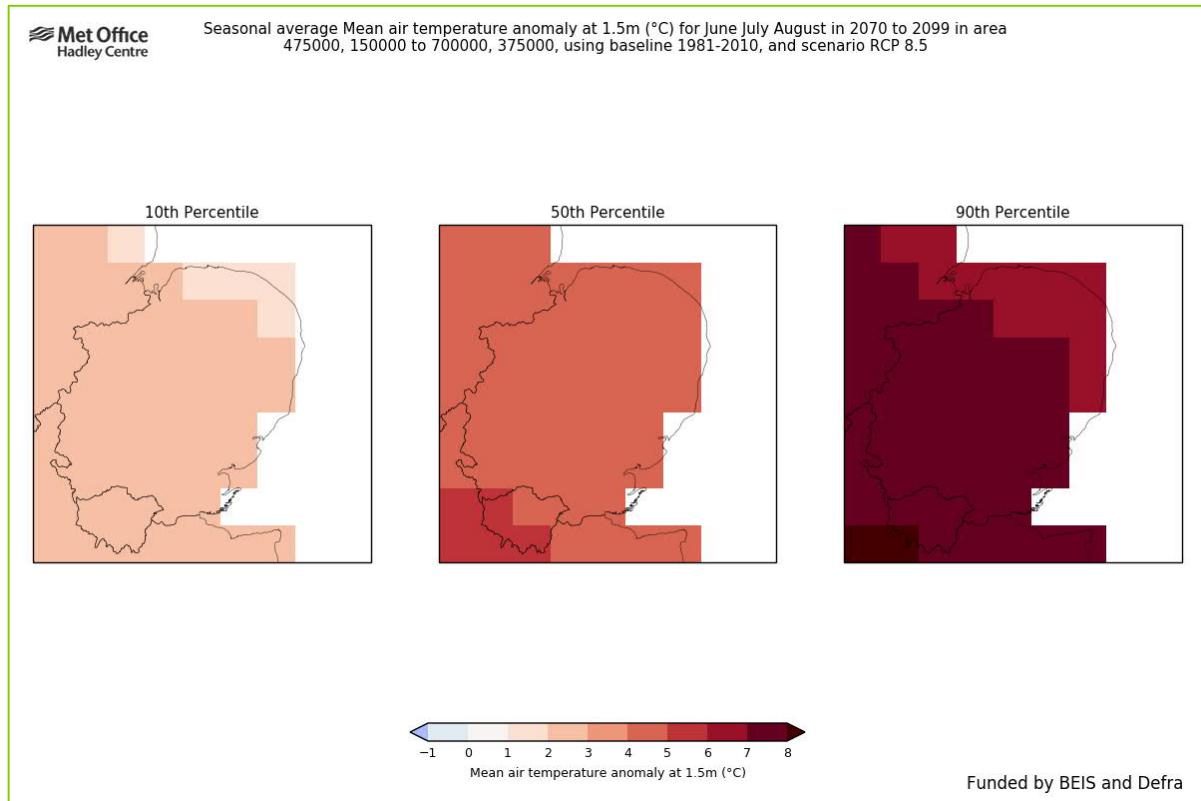 Met Office
Hadley Centre
Seasonal average Mean air temperature anomaly at 1.5m (°C) for June July August in 2070 to 2099 in area
475000, 150000 to 700000, 375000, using baseline 1981-2010, and scenario RCP 8.5
10th Percentile
50th Percentile
90th Percentile
−1 0 1 2 3 4 5 6 7 8
Mean air temperature anomaly at 1.5m (°C)
Funded by BEIS and Defra